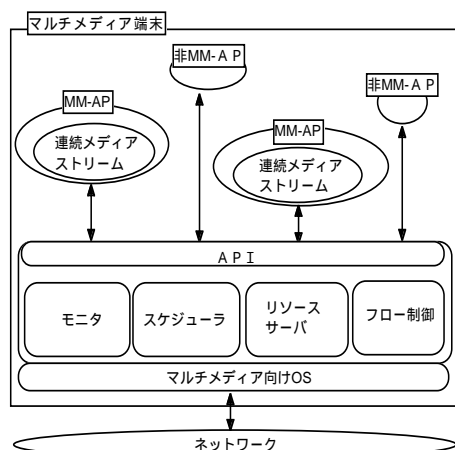 マルチメディア端末
非MM-ＡＰ
非MM-ＡＰ
MM-AP
連続メディア
ストリーム
MM-AP
連続メディア
ストリーム
ＡＰＩ
モニタ
スケジューラ
リソース
サーバ
フロー制御
マルチメディア向けOS
ネットワーク